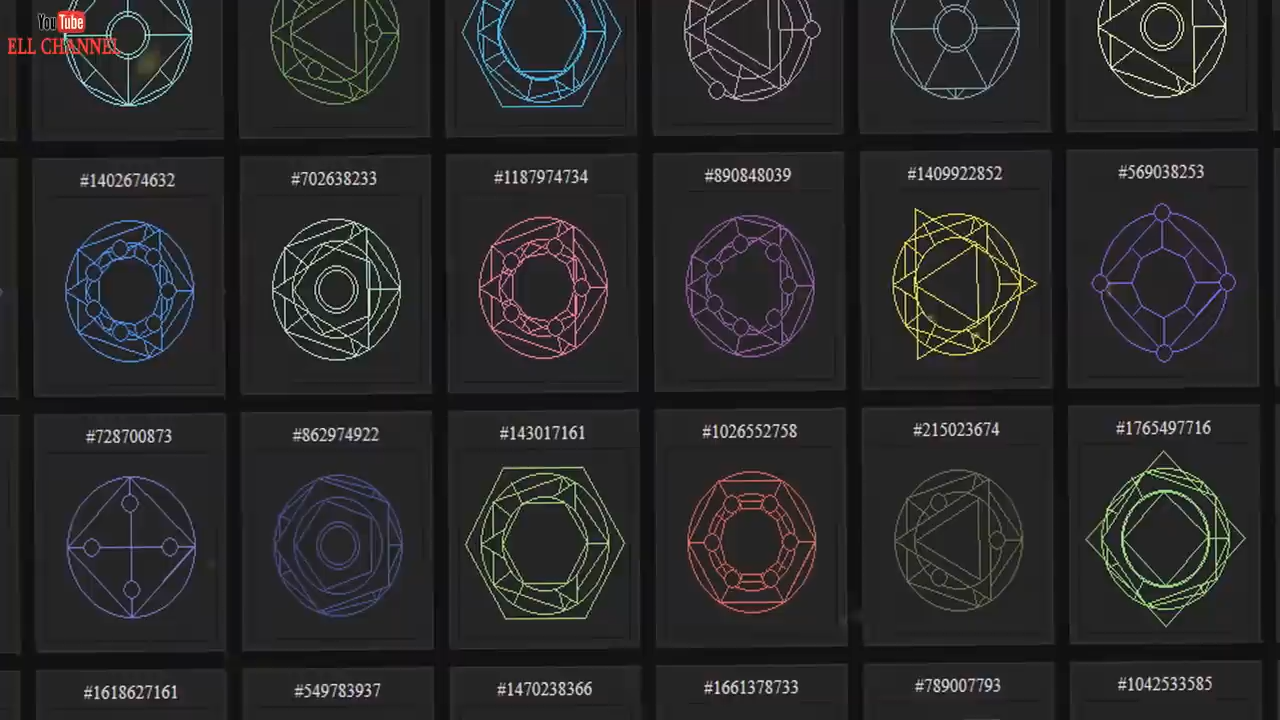 YouTube
ELL CHANNEL
#1402674632 #702638233 #1187974734 #890848039 #1409922852 #569038253
#728700873 #862974922 #143017161 #1026552758 #215023674 #1765497716
#1618627161 #549783937 #1470238366 #1661378733 #789007793 #1042533585